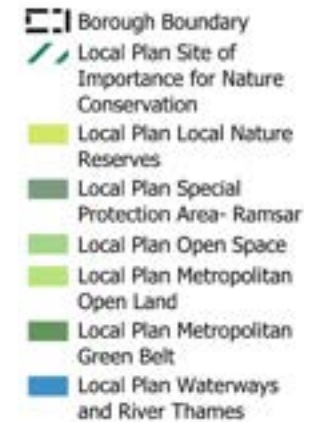 Borough Boundary
Local Plan Site of
Importance for Nature
Conservation
Local Plan Local Nature
Reserves
Local Plan Special
Protection Area- Ramsar
Local Plan Open Space
Local Plan Metropolitan
Open Land
Local Plan Metropolitan
Green Belt
Local Plan Waterways
and River Thames